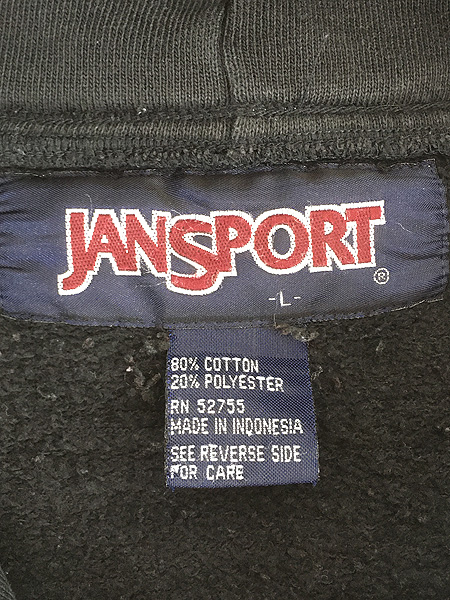 JANSPORT®
-L-
80% COTTON
20% POLYESTER
RN 52755
MADE IN INDONESIA
SEE REVERSE SIDE
FOR CARE